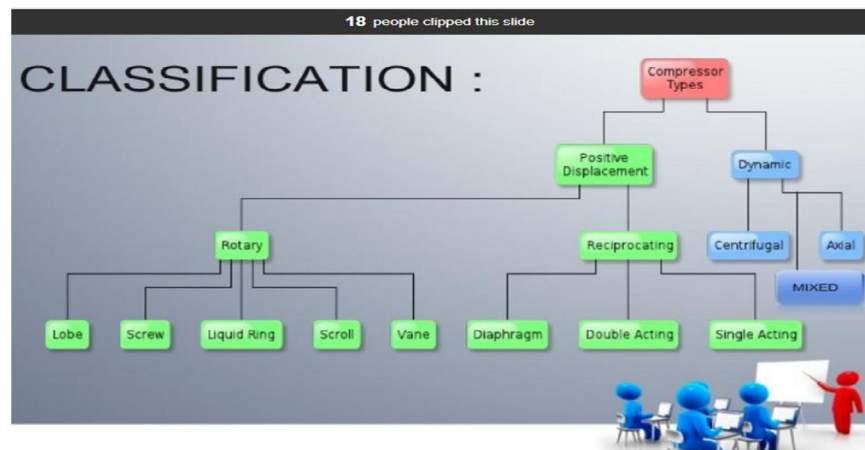 18 people clipped this slide
CLASSIFICATION :
Compressor
Types
Positive
Displacement
Dynamic
Rotary
Reciprocating
Centrifugal
Axial
MIXED
Lobe
Screw
Liquid Ring
Scroll
Vane
Diaphragm
Double Acting
Single Acting